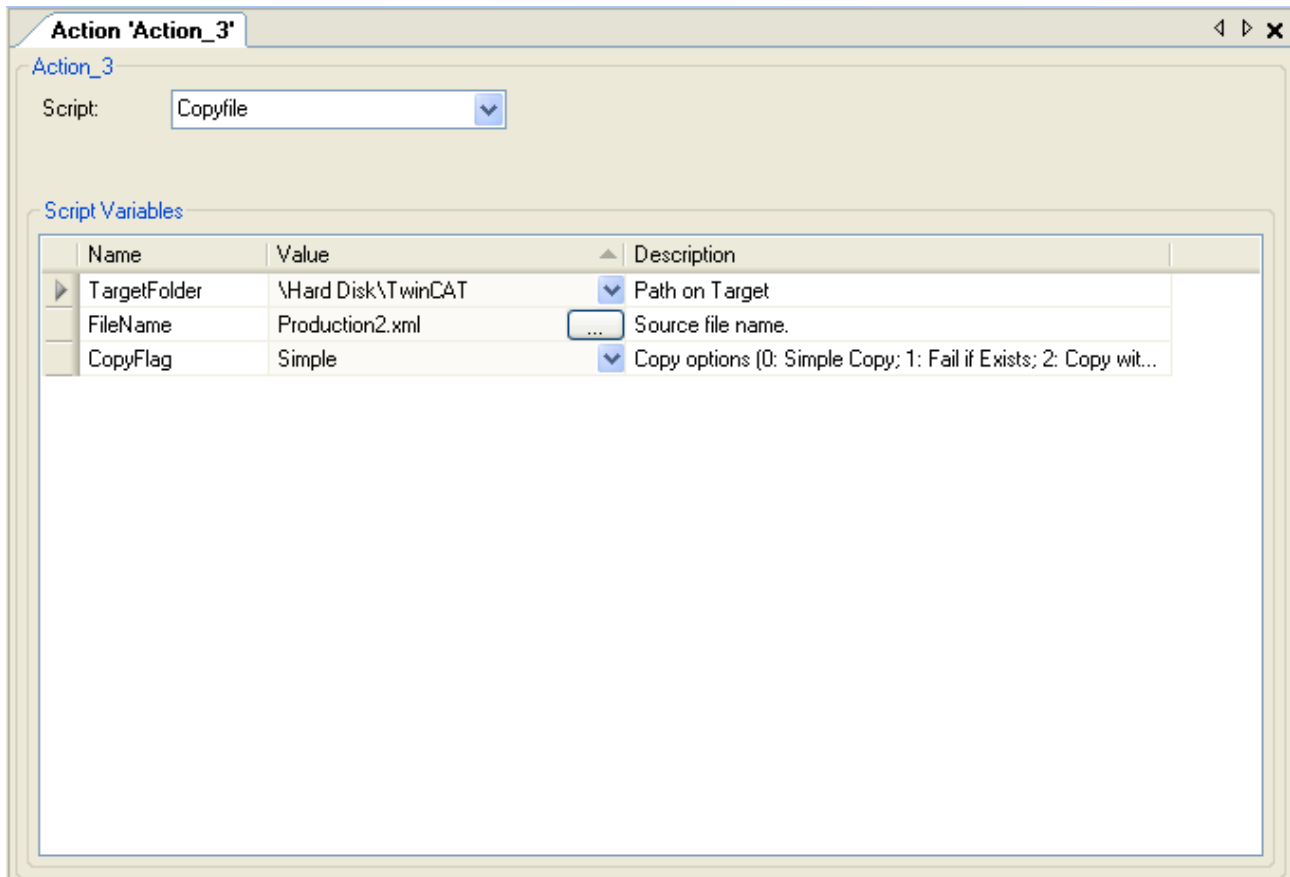 Action 'Action_3'
Action_3
Script: Copyfile
Script Variables
Name Value Description
TargetFolder \Hard Disk\TwinCAT Path on Target
FileName Production2.xml ... Source file name.
CopyFlag Simple Copy options (0: Simple Copy; 1: Fail if Exists; 2: Copy wit...